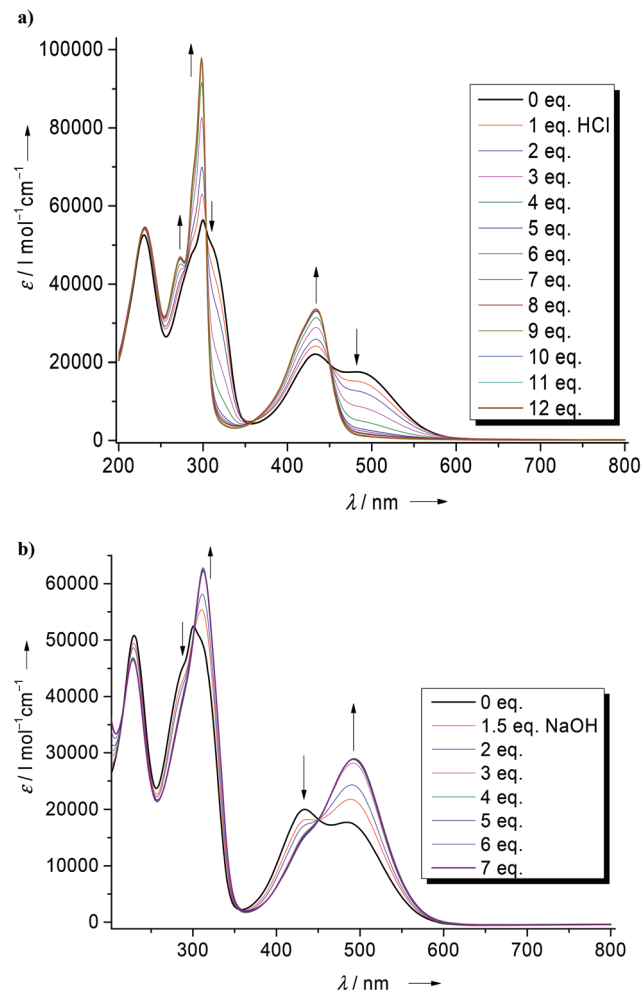 a)
ε / l mol⁻¹cm⁻¹ ⟶
100000
80000
60000
40000
20000
0
0 eq.
1 eq. HCl
2 eq.
3 eq.
4 eq.
5 eq.
6 eq.
7 eq.
8 eq.
9 eq.
10 eq.
11 eq.
12 eq.
200 300 400 500 600 700 800
λ / nm ⟶
b)
ε / l mol⁻¹cm⁻¹ ⟶
60000
50000
40000
30000
20000
10000
0
0 eq.
1.5 eq. NaOH
2 eq.
3 eq.
4 eq.
5 eq.
6 eq.
7 eq.
300 400 500 600 700 800
λ / nm ⟶